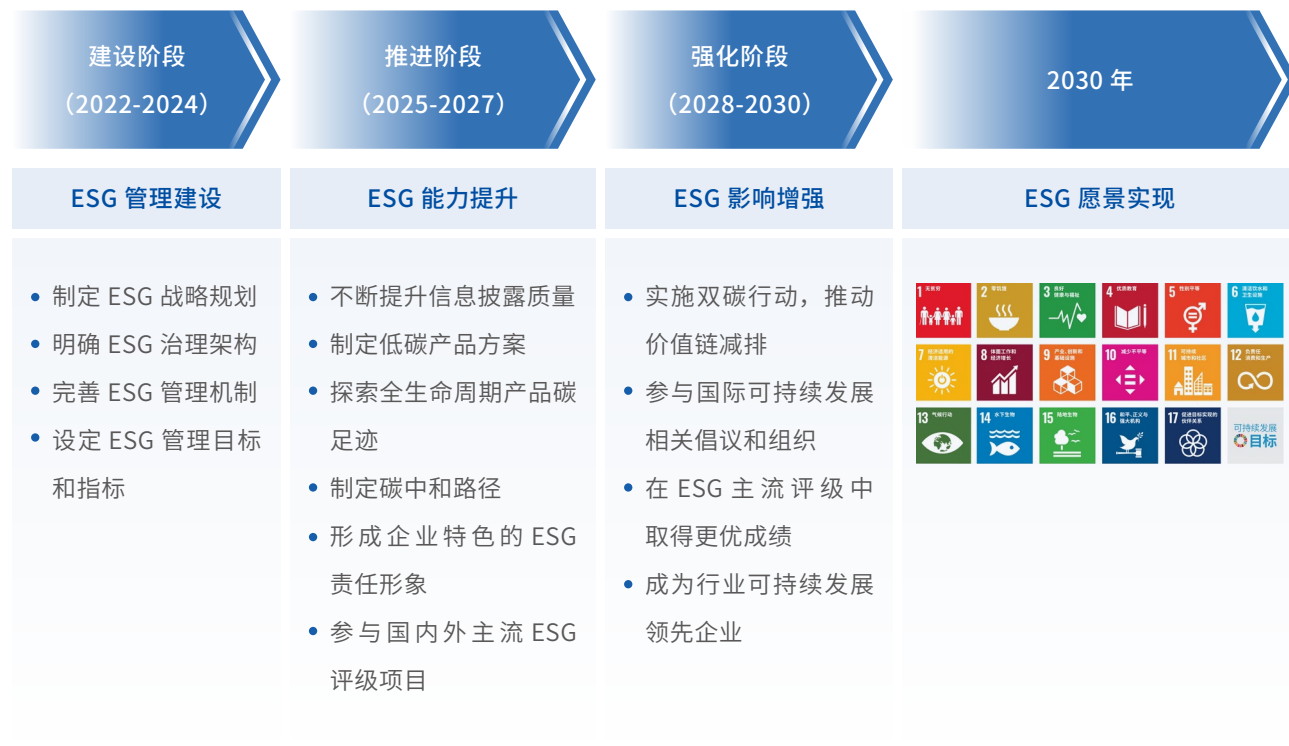 建设阶段
（2022-2024）
推进阶段
（2025-2027）
强化阶段
（2028-2030）
2030 年
ESG 管理建设
ESG 能力提升
ESG 影响增强
ESG 愿景实现
• 制定 ESG 战略规划
• 明确 ESG 治理架构
• 完善 ESG 管理机制
• 设定 ESG 管理目标
和指标
• 不断提升信息披露质量
• 制定低碳产品方案
• 探索全生命周期产品碳
足迹
• 制定碳中和路径
• 形成企业特色的 ESG
责任形象
• 参与国内外主流 ESG
评级项目
• 实施双碳行动，推动
价值链减排
• 参与国际可持续发展
相关倡议和组织
• 在 ESG 主流评级中
取得更优成绩
• 成为行业可持续发展
领先企业
1 无贫穷
2 零饥饿
3 良好
健康与福祉
4 优质教育
5 性别平等
6 清洁饮水和
卫生设施
7 经济适用的
清洁能源
8 体面工作和
经济增长
9 产业、创新和
基础设施
10 减少不平等
11 可持续
城市和社区
12 负责任
消费和生产
13 气候行动
14 水下生物
15 陆地生物
16 和平、正义与
强大机构
17 促进目标实现的
伙伴关系
可持续发展
目标